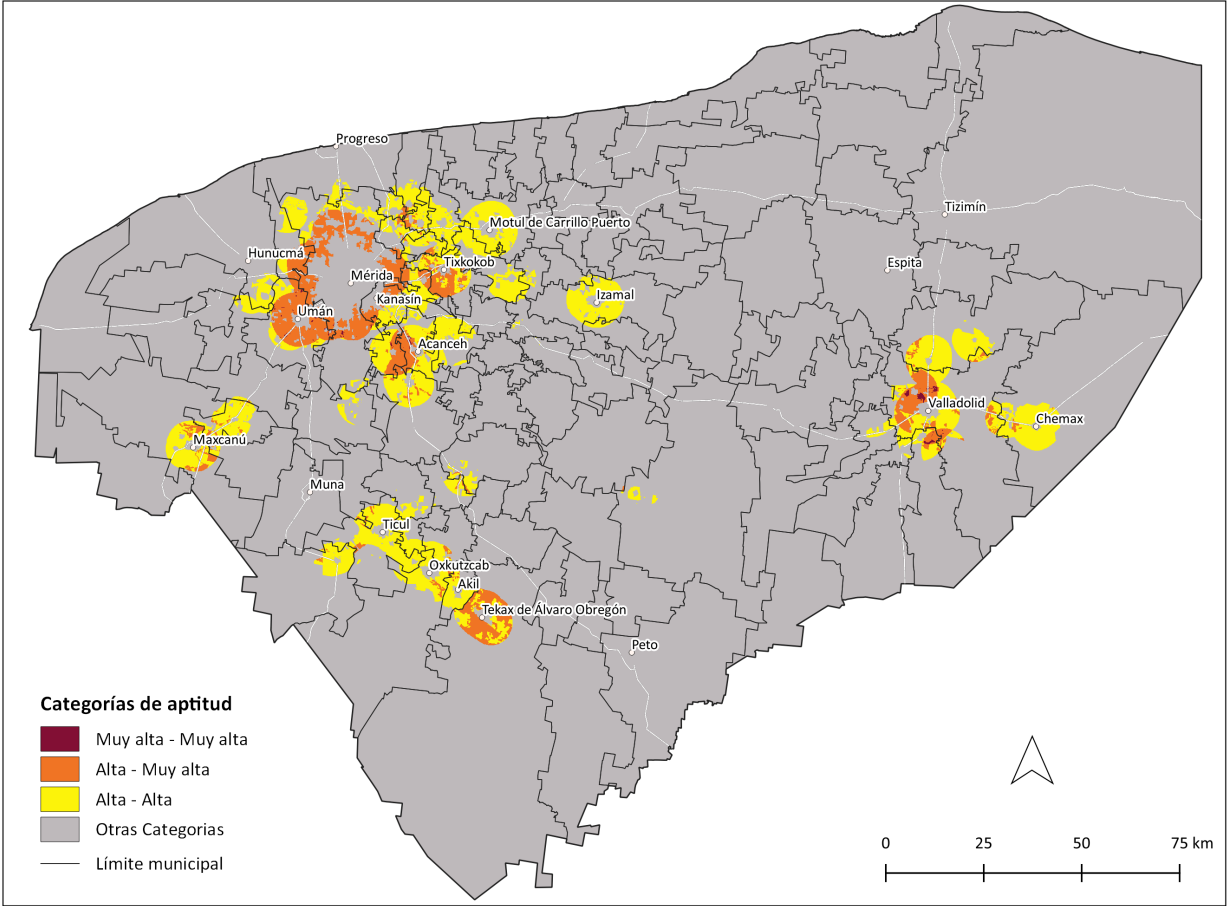 Progreso
Tizimín
Motul de Carrillo Puerto
Hunucmá
Tixkokob
Espita
Mérida
Kanasín
Izamal
Umán
Acanceh
Valladolid
Chemax
Maxcanú
Muna
Ticul
Oxkutzcab
Akil
Tekax de Álvaro Obregón
Peto
Categorías de aptitud
Muy alta - Muy alta
Alta - Muy alta
Alta - Alta
Otras Categorias
Límite municipal
0 25 50 75 km